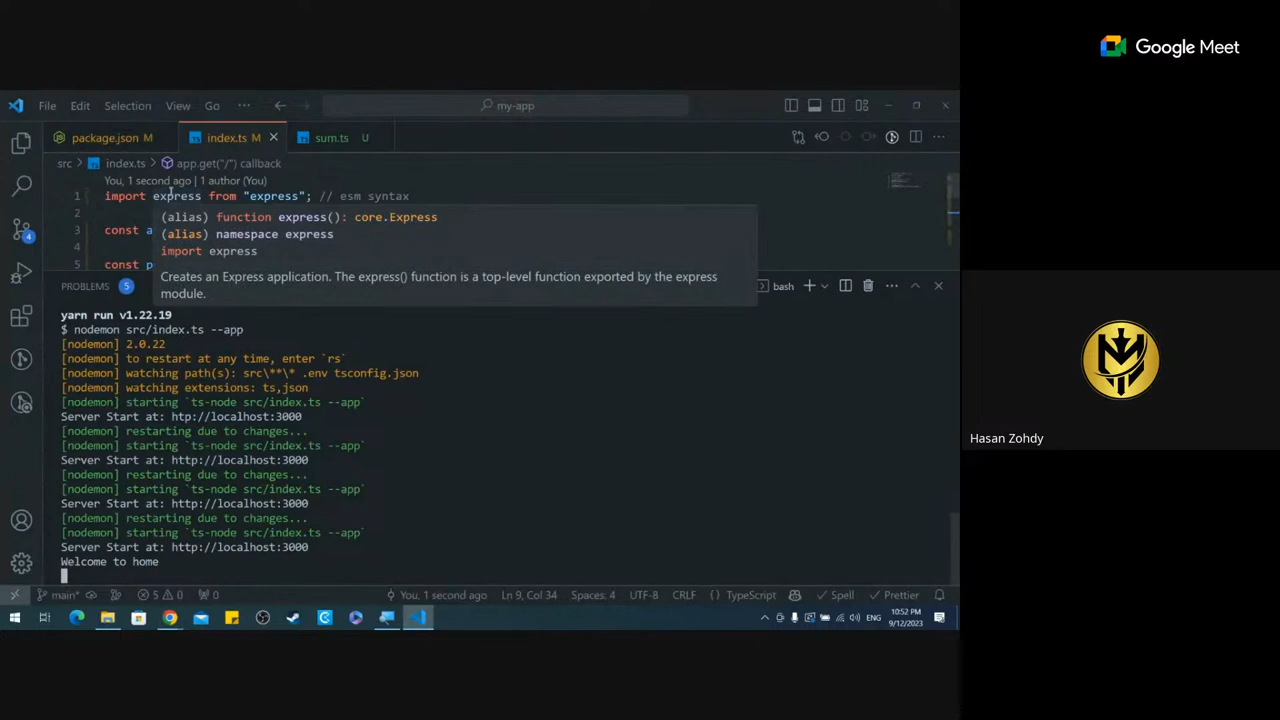 Google Meet
File Edit Selection View Go ··· my-app
package.json M index.ts M sum.ts U
src > index.ts > app.get("/") callback
You, 1 second ago | 1 author (You)
1 import express from "express"; // esm syntax
2
3 const a
4
5 const p
(alias) function express(): core.Express
(alias) namespace express
import express
Creates an Express application. The express() function is a top-level function exported by the express
module.
PROBLEMS 5 bash
yarn run v1.22.19
$ nodemon src/index.ts --app
[nodemon] 2.0.22
[nodemon] to restart at any time, enter `rs`
[nodemon] watching path(s): src\**\* .env tsconfig.json
[nodemon] watching extensions: ts,json
[nodemon] starting `ts-node src/index.ts --app`
Server Start at: htp://localhost:3000
[nodemon] restarting due to changes...
[nodemon] starting `ts-node src/index.ts --app`
Server Start at: http://localhost:3000
[nodemon] restarting due to changes...
[nodemon] starting `ts-node src/index.ts --app`
Server Start at: http://localhost:3000
[nodemon] restarting due to changes...
[nodemon] starting `ts-node src/index.ts --app`
Server Start at: http://localhost:3000
Welcome to home
Hasan Zohdy
4
main* 5 0 0 You, 1 second ago Ln 9, Col 34 Spaces: 4 UTF-8 CRLF {} TypeScript Spell Prettier
ENG 10:52 PM
9/12/2023